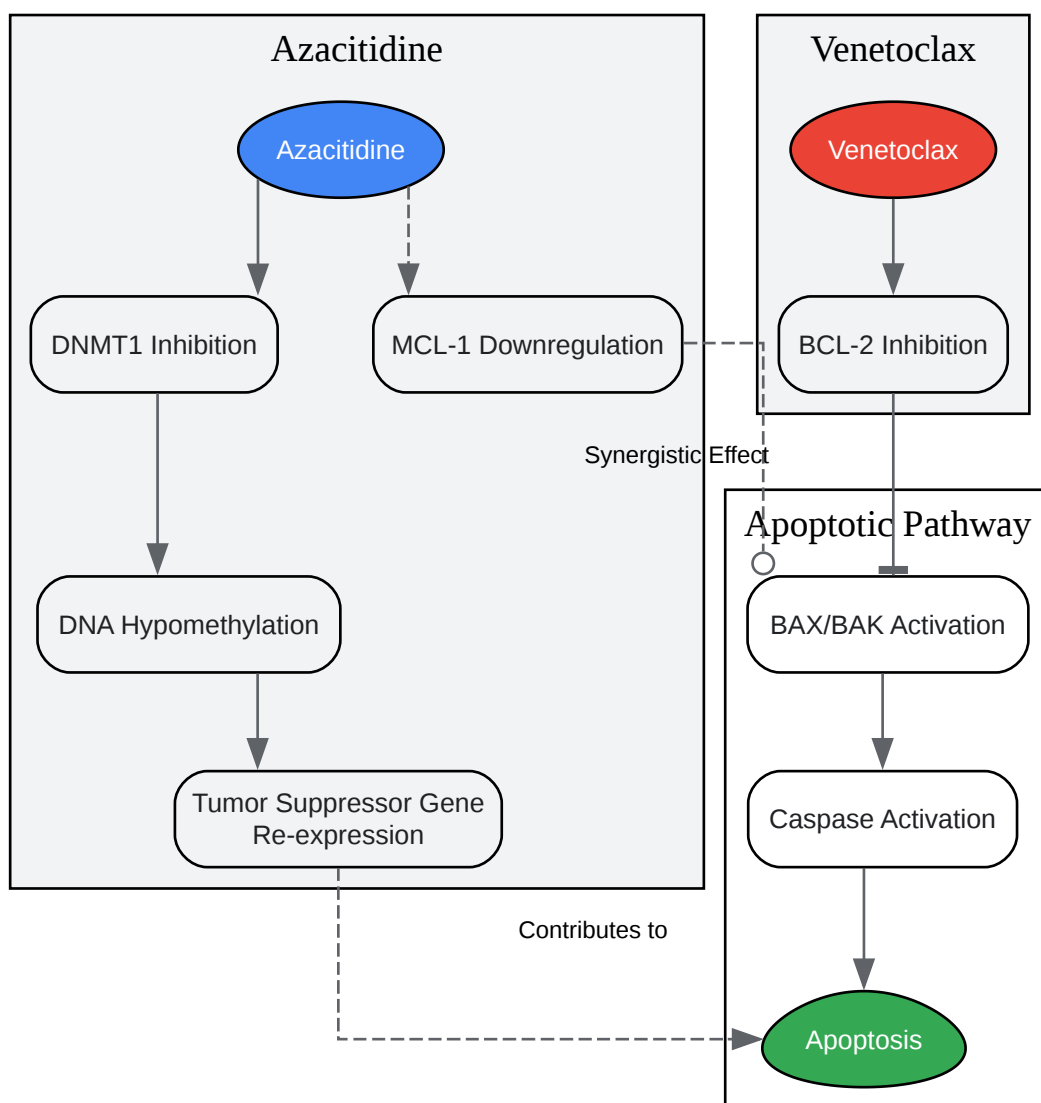 Azacitidine
Venetoclax
Azacitidine
Venetoclax
DNMT1 Inhibition
MCL-1 Downregulation
BCL-2 Inhibition
Synergistic Effect
Apoptotic Pathway
DNA Hypomethylation
BAX/BAK Activation
Tumor Suppressor Gene
Re-expression
Caspase Activation
Contributes to
Apoptosis